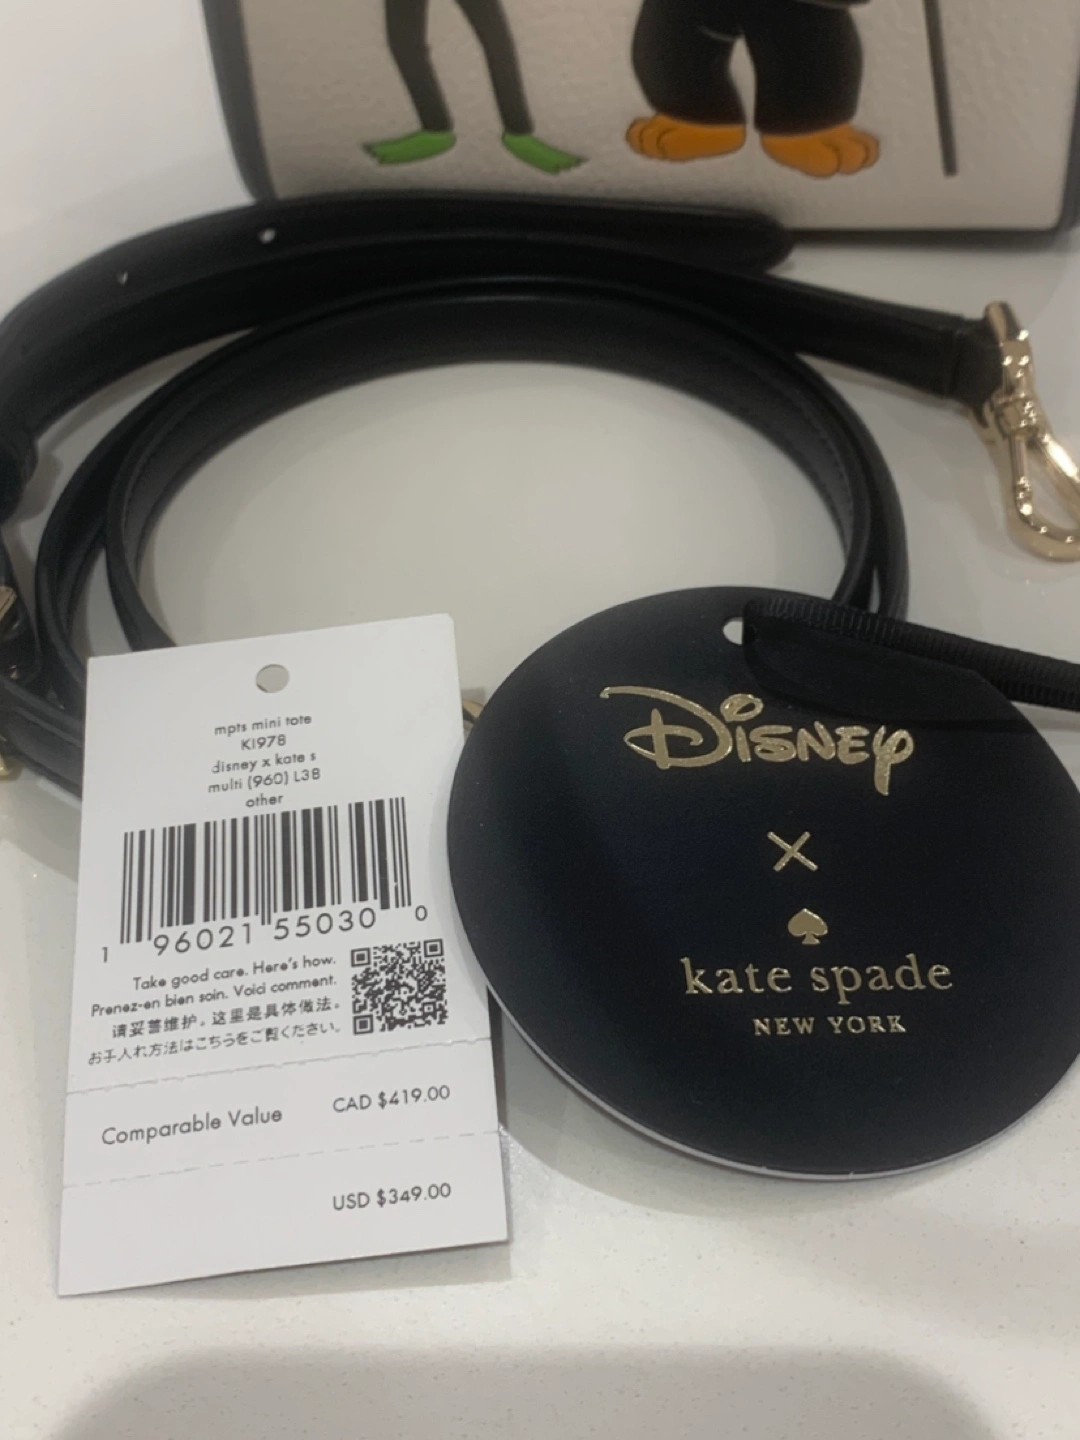 mpts mini tote
K1978
disney x kate s
multi (960) L38
other
1 96021 55030 0
Take good care. Here's how.
Prenez-en bien soin. Voici comment.
请妥善维护。这里是具体做法。
お手入れ方法はこちらをご覧ください。
Comparable Value CAD $419.00
USD $349.00
Disney
X
kate spade
NEW YORK